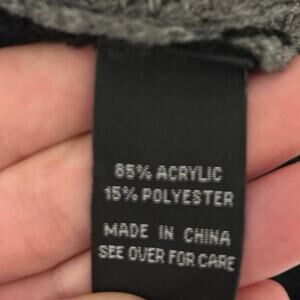 85% ACRYLIC
15% POLYESTER
MADE IN CHINA
SEE OVER FOR CARE